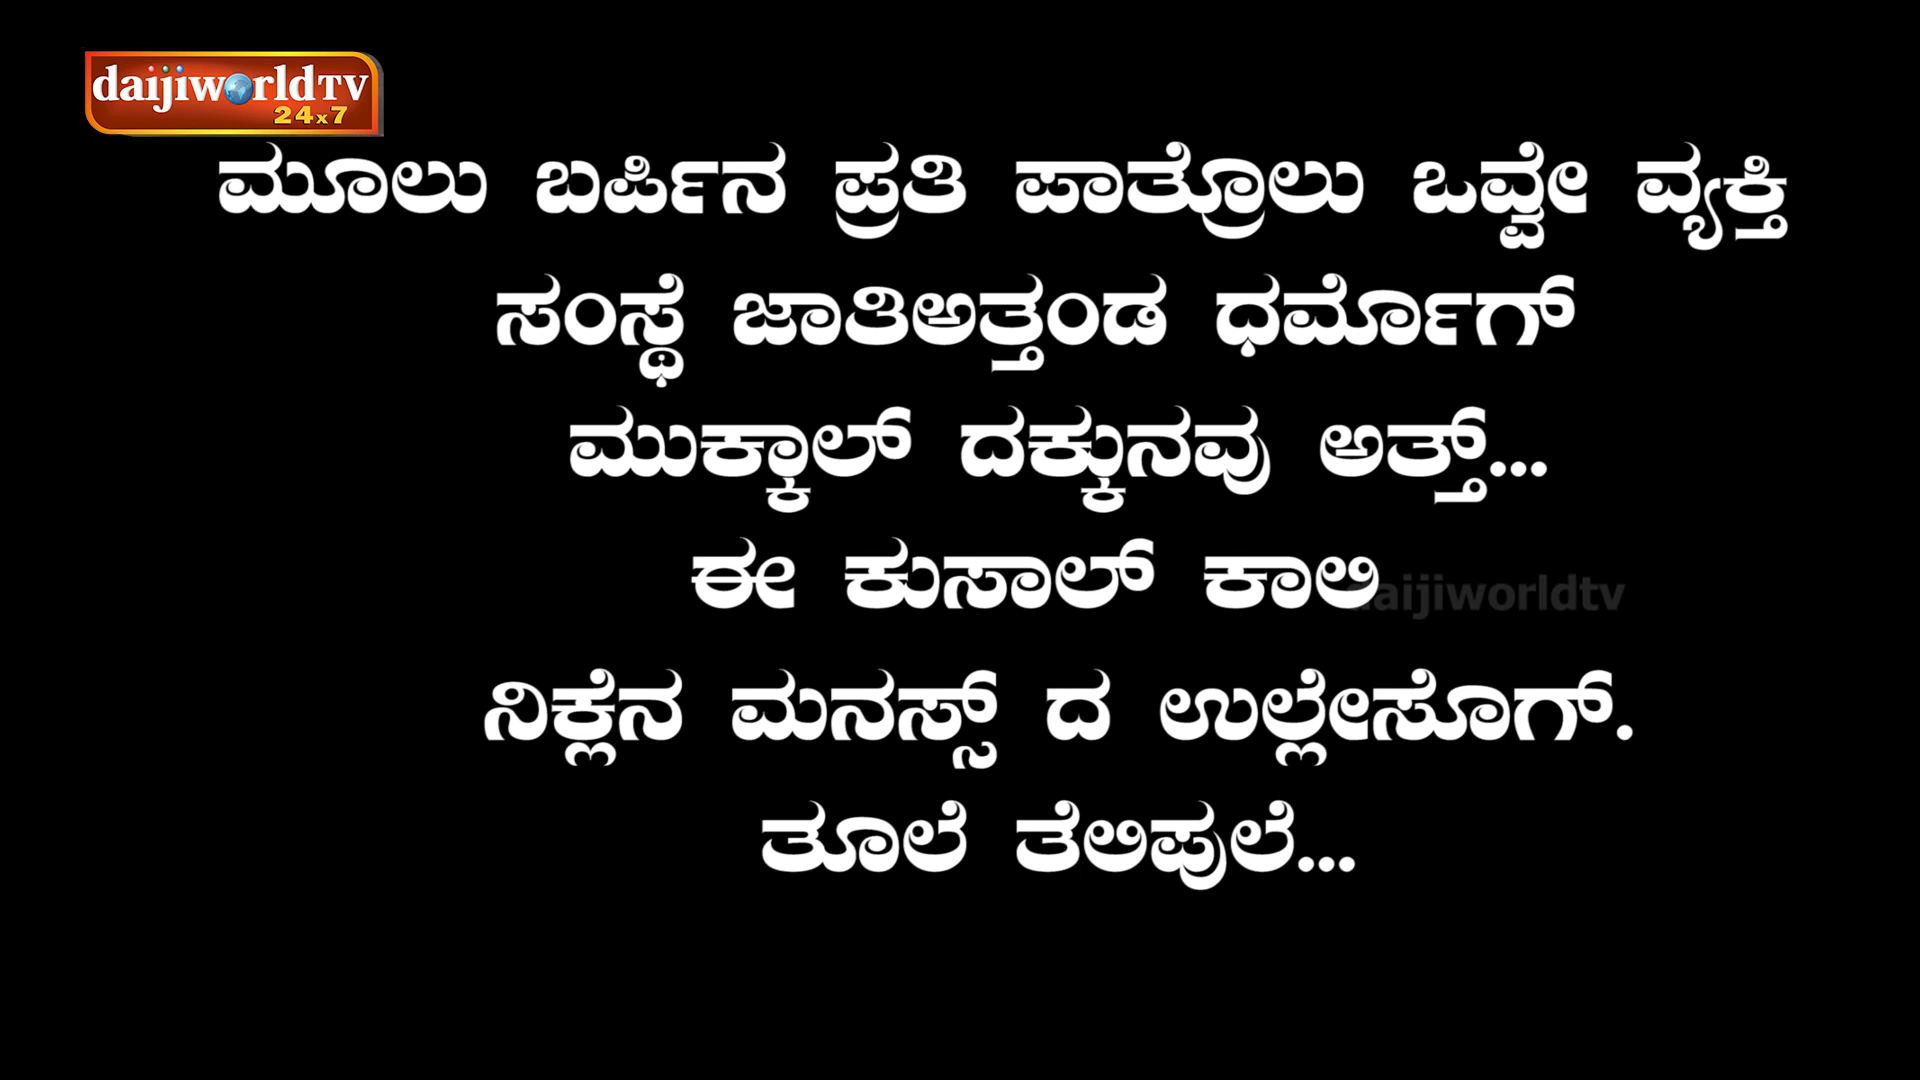 daijiworldTV
24x7
ಮೂಲು ಬರ್ಪಿನ ಪ್ರತಿ ಪಾತ್ರೊಲು ಒವ್ವೇ ವ್ಯಕ್ತಿ
ಸಂಸ್ಥೆ ಜಾತಿಅತ್ತಂಡ ಧರ್ಮೊಗ್
ಮುಕ್ಕಾಲ್ ದಕ್ಕುನವು ಅತ್ತ್...
ಈ ಕುಸಾಲ್ ಕಾಲಿ
daijiworldtv
ನಿಕ್ಲೆನ ಮನಸ್ಸ್ ದ ಉಲ್ಲೇಸೊಗ್.
ತೂಲೆ ತೆಲಿಪುಲೆ...